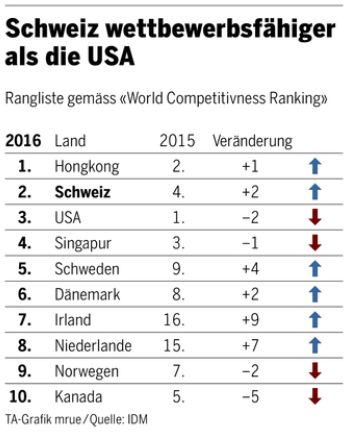 Schweiz wettbewerbsfähiger
als die USA
Rangliste gemäss «World Competitivness Ranking»
2016 Land 2015 Veränderung
1. Hongkong 2. +1
2. Schweiz 4. +2
3. USA 1. –2
4. Singapur 3. –1
5. Schweden 9. +4
6. Dänemark 8. +2
7. Irland 16. +9
8. Niederlande 15. +7
9. Norwegen 7. –2
10. Kanada 5. –5
TA-Grafik mrue/Quelle: IDM